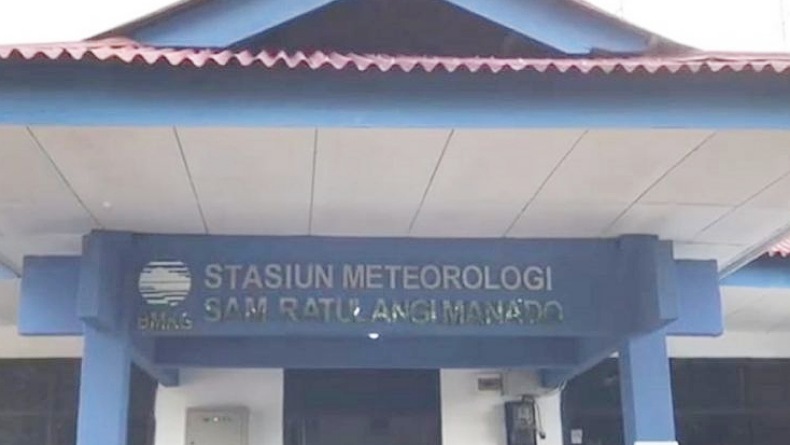 STASIUN METEOROLOGI
SAM RATULANGI MANADO
BMKG